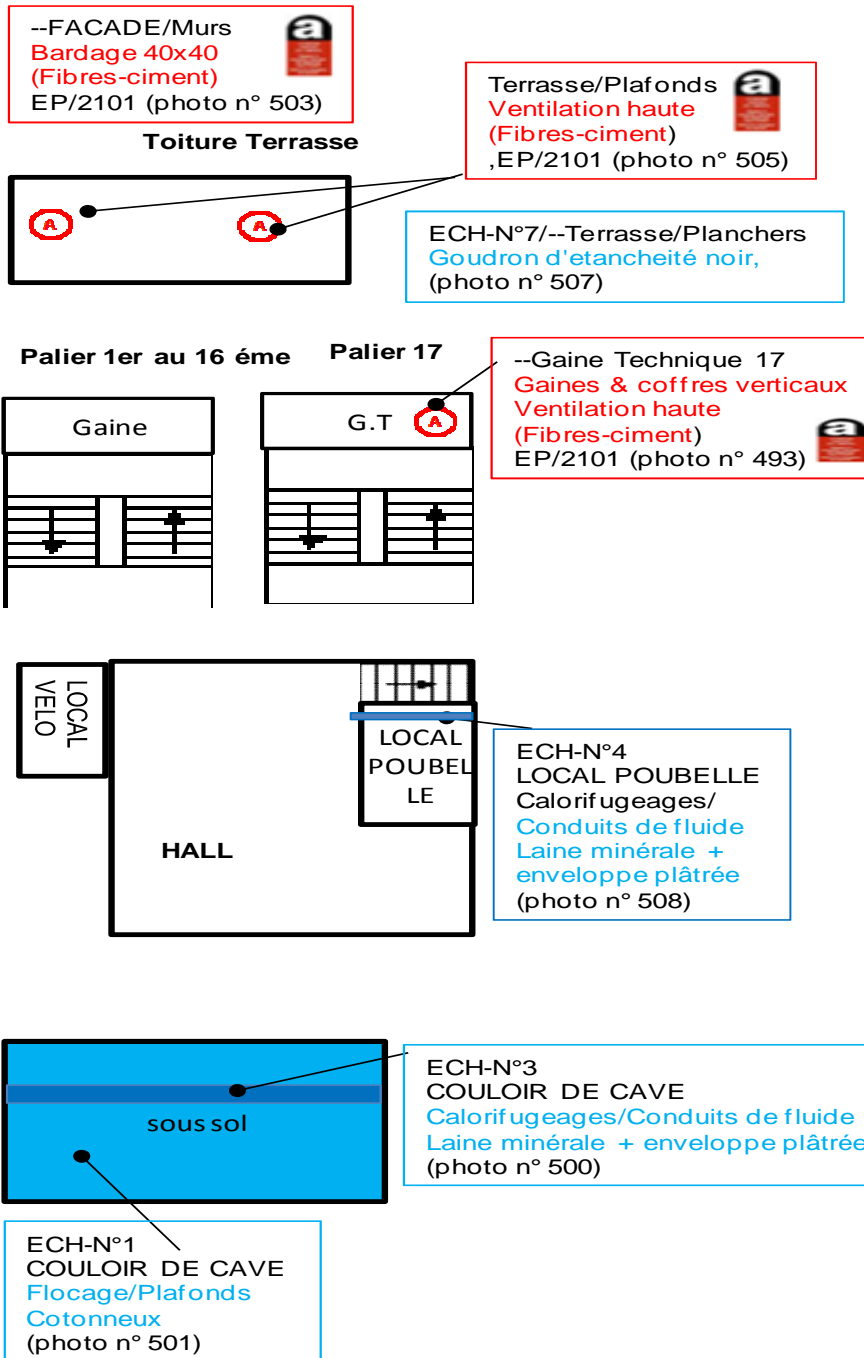 --FACADE/Murs
Bardage 40x40
(Fibres-ciment)
EP/2101 (photo n° 503)
a
Terrasse/Plafonds
Ventilation haute
(Fibres-ciment)
,EP/2101 (photo n° 505)
a
Toiture Terrasse
A
A
ECH-N°7/--Terrasse/Planchers
Goudron d'etancheité noir,
(photo n° 507)
Palier 1er au 16 éme
Palier 17
--Gaine Technique 17
Gaines & coffres verticaux
Ventilation haute
(Fibres-ciment)
EP/2101 (photo n° 493)
a
Gaine
G.T
A
LOCAL
VELO
LOCAL
POUBEL
LE
HALL
ECH-N°4
LOCAL POUBELLE
Calorifugeages/
Conduits de fluide
Laine minérale +
enveloppe plâtrée
(photo n° 508)
sous sol
ECH-N°3
COULOIR DE CAVE
Calorifugeages/Conduits de fluide
Laine minérale + enveloppe plâtrée
(photo n° 500)
ECH-N°1
COULOIR DE CAVE
Flocage/Plafonds
Cotonneux
(photo n° 501)